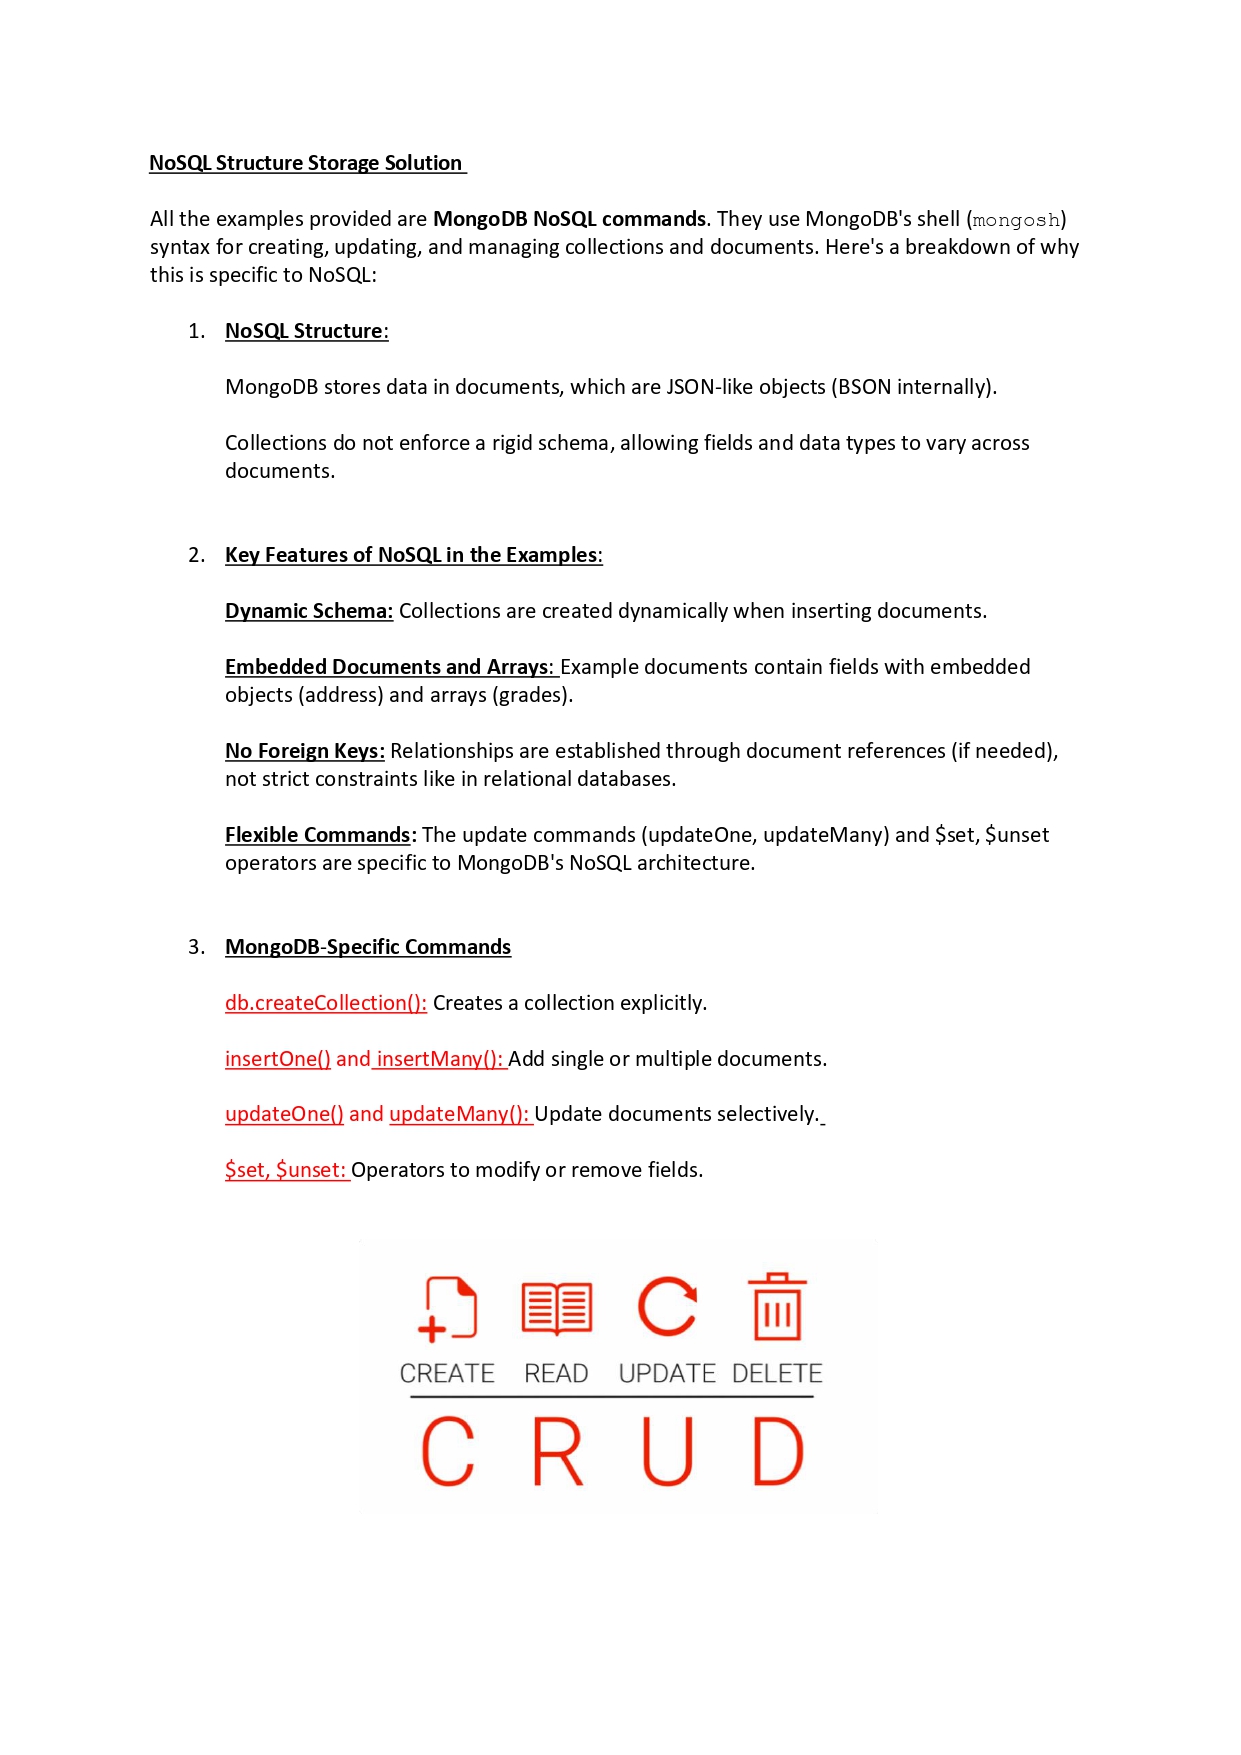 NoSQL Structure Storage Solution
All the examples provided are MongoDB NoSQL commands. They use MongoDB's shell (mongosh)
syntax for creating, updating, and managing collections and documents. Here's a breakdown of why
this is specific to NoSQL:
1. NoSQL Structure:
MongoDB stores data in documents, which are JSON-like objects (BSON internally).
Collections do not enforce a rigid schema, allowing fields and data types to vary across
documents.
2. Key Features of NoSQL in the Examples:
Dynamic Schema: Collections are created dynamically when inserting documents.
Embedded Documents and Arrays: Example documents contain fields with embedded
objects (address) and arrays (grades).
No Foreign Keys: Relationships are established through document references (if needed),
not strict constraints like in relational databases.
Flexible Commands: The update commands (updateOne, updateMany) and $set, $unset
operators are specific to MongoDB's NoSQL architecture.
3. MongoDB-Specific Commands
db.createCollection(): Creates a collection explicitly.
insertOne() and insertMany(): Add single or multiple documents.
updateOne() and updateMany(): Update documents selectively.
$set, $unset: Operators to modify or remove fields.
CREATE READ UPDATE DELETE
C R U D